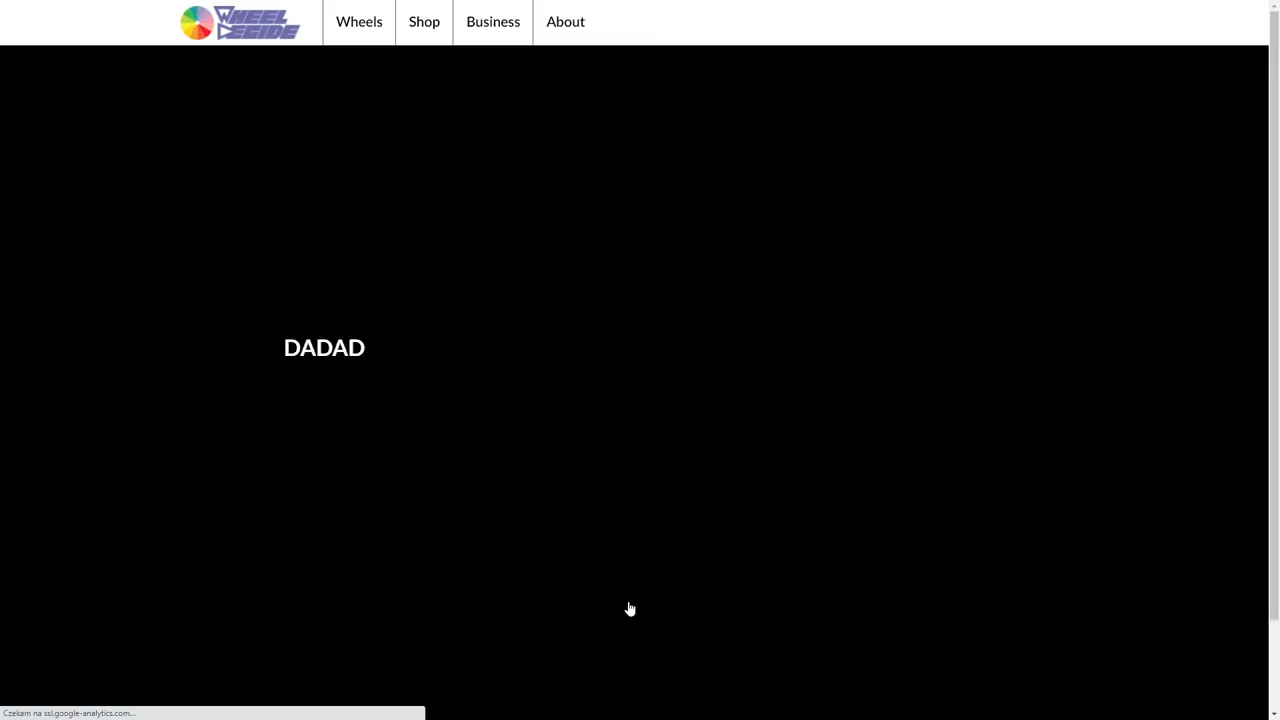 WHEEL
DECIDE
Wheels
Shop
Business
About
DADAD
Czekam na ssl.google-analytics.com...